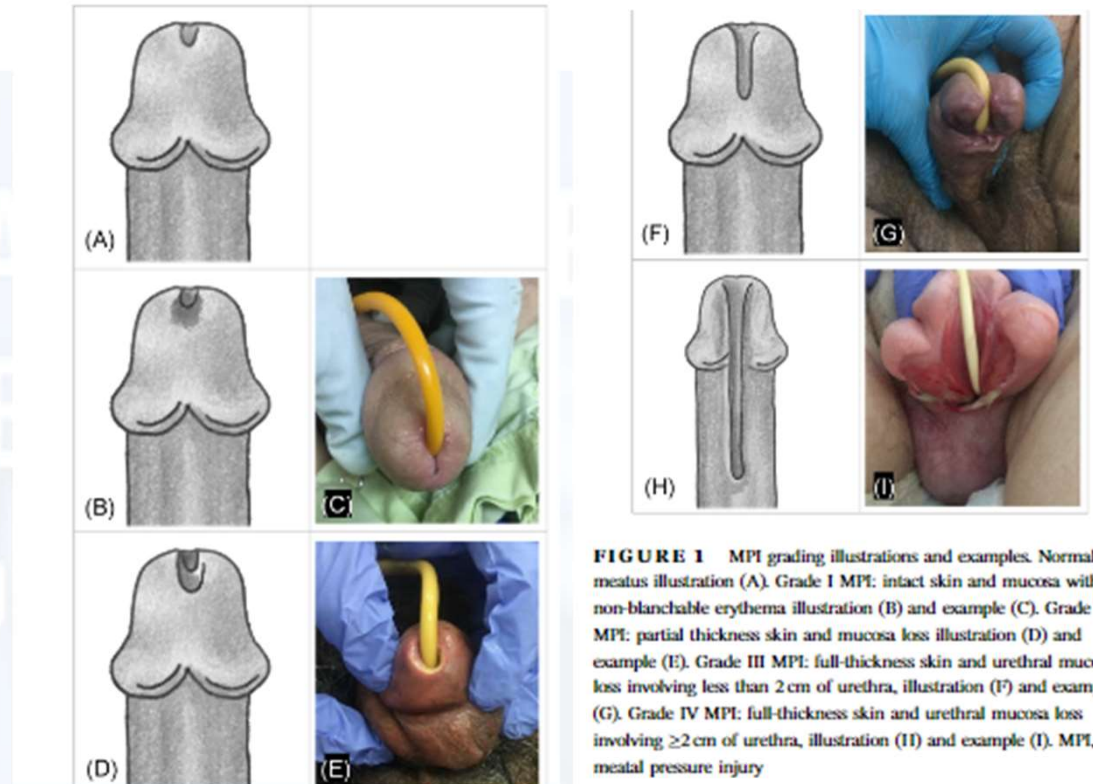 (A)
(B)
(C)
(D)
(E)
(F)
(G)
(H)
(I)
FIGURE 1 MPI grading illustrations and examples. Normal
meatus illustration (A). Grade I MPI: intact skin and mucosa with
non-blanchable erythema illustration (B) and example (C). Grade
MPI: partial thickness skin and mucosa loss illustration (D) and
example (E). Grade III MPI: full-thickness skin and urethral
loss involving less than 2 cm of urethra, illustration (F) and
(G). Grade IV MPI: full-thickness skin and urethral mucosa loss
involving ≥2 cm of urethra, illustration (H) and example (I). MPI,
meatal pressure injury